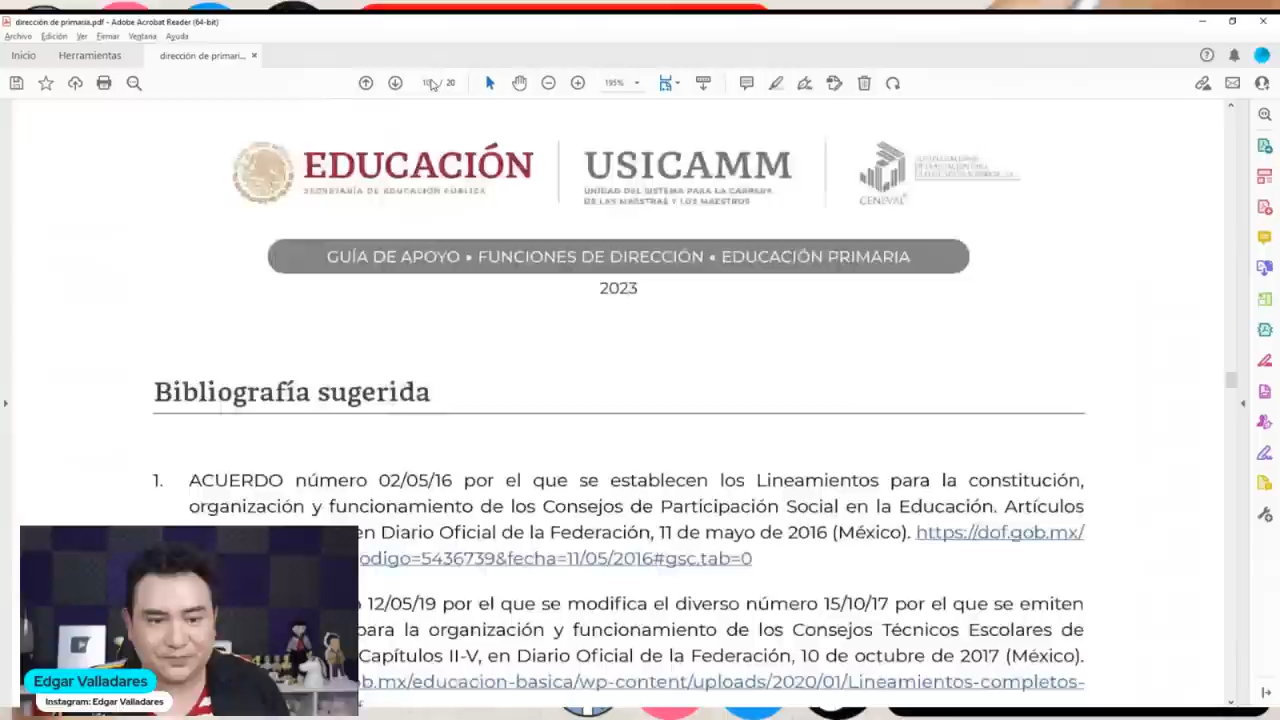 dirección de primaria.pdf - Adobe Acrobat Reader (64-bit)
Archivo Edición Ver Firmar Ventana Ayuda
Inicio Herramientas dirección de primari... ×
/ 20 195%
EDUCACIÓN
SECRETARÍA DE EDUCACIÓN PÚBLICA
USICAMM
UNIDAD DEL SISTEMA PARA LA CARRERA
DE LAS MAESTRAS Y LOS MAESTROS
CENEVAL
GUÍA DE APOYO • FUNCIONES DE DIRECCIÓN • EDUCACIÓN PRIMARIA
2023
Bibliografía sugerida
1. ACUERDO número 02/05/16 por el que se establecen los Lineamientos para la constitución,
organización y funcionamiento de los Consejos de Participación Social en la Educación. Artículos
en Diario Oficial de la Federación, 11 de mayo de 2016 (México). https://dof.gob.mx/
odigo=5436739&fecha=11/05/2016#gsc.tab=0
12/05/19 por el que se modifica el diverso número 15/10/17 por el que se emiten
para la organización y funcionamiento de los Consejos Técnicos Escolares de
Capítulos II-V, en Diario Oficial de la Federación, 10 de octubre de 2017 (México).
b.mx/educacion-basica/wp-content/uploads/2020/01/Lineamientos-completos-
Edgar Valladares
Instagram: Edgar Valladares